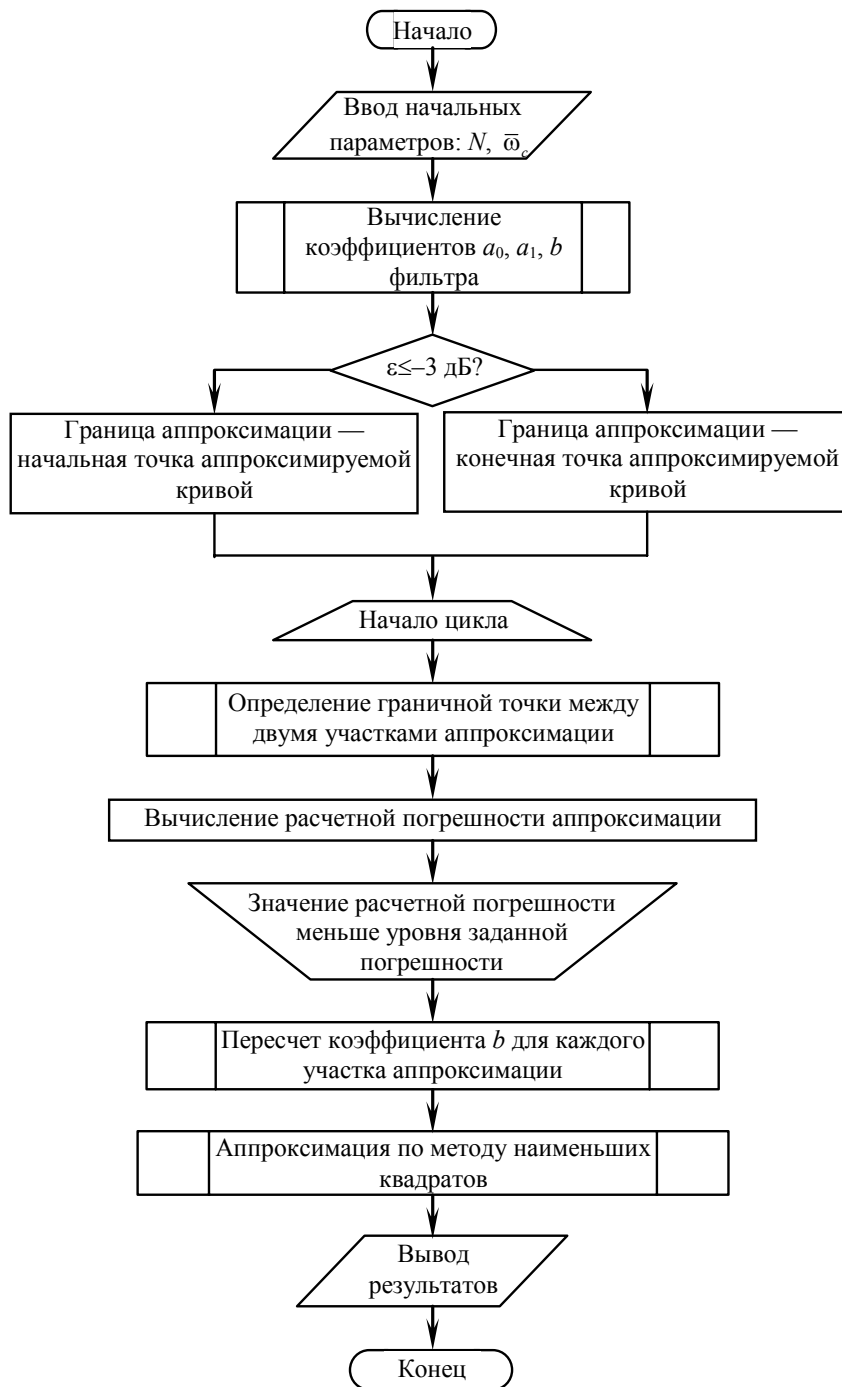 Начало
Ввод начальных
параметров: N, ω̅c
Вычисление
коэффициентов a₀, a₁, b
фильтра
ε≤–3 дБ?
Граница аппроксимации —
начальная точка аппроксимируемой
кривой
Граница аппроксимации —
конечная точка аппроксимируемой
кривой
Начало цикла
Определение граничной точки между
двумя участками аппроксимации
Вычисление расчетной погрешности аппроксимации
Значение расчетной погрешности
меньше уровня заданной
погрешности
Пересчет коэффициента b для каждого
участка аппроксимации
Аппроксимация по методу наименьших
квадратов
Вывод
результатов
Конец